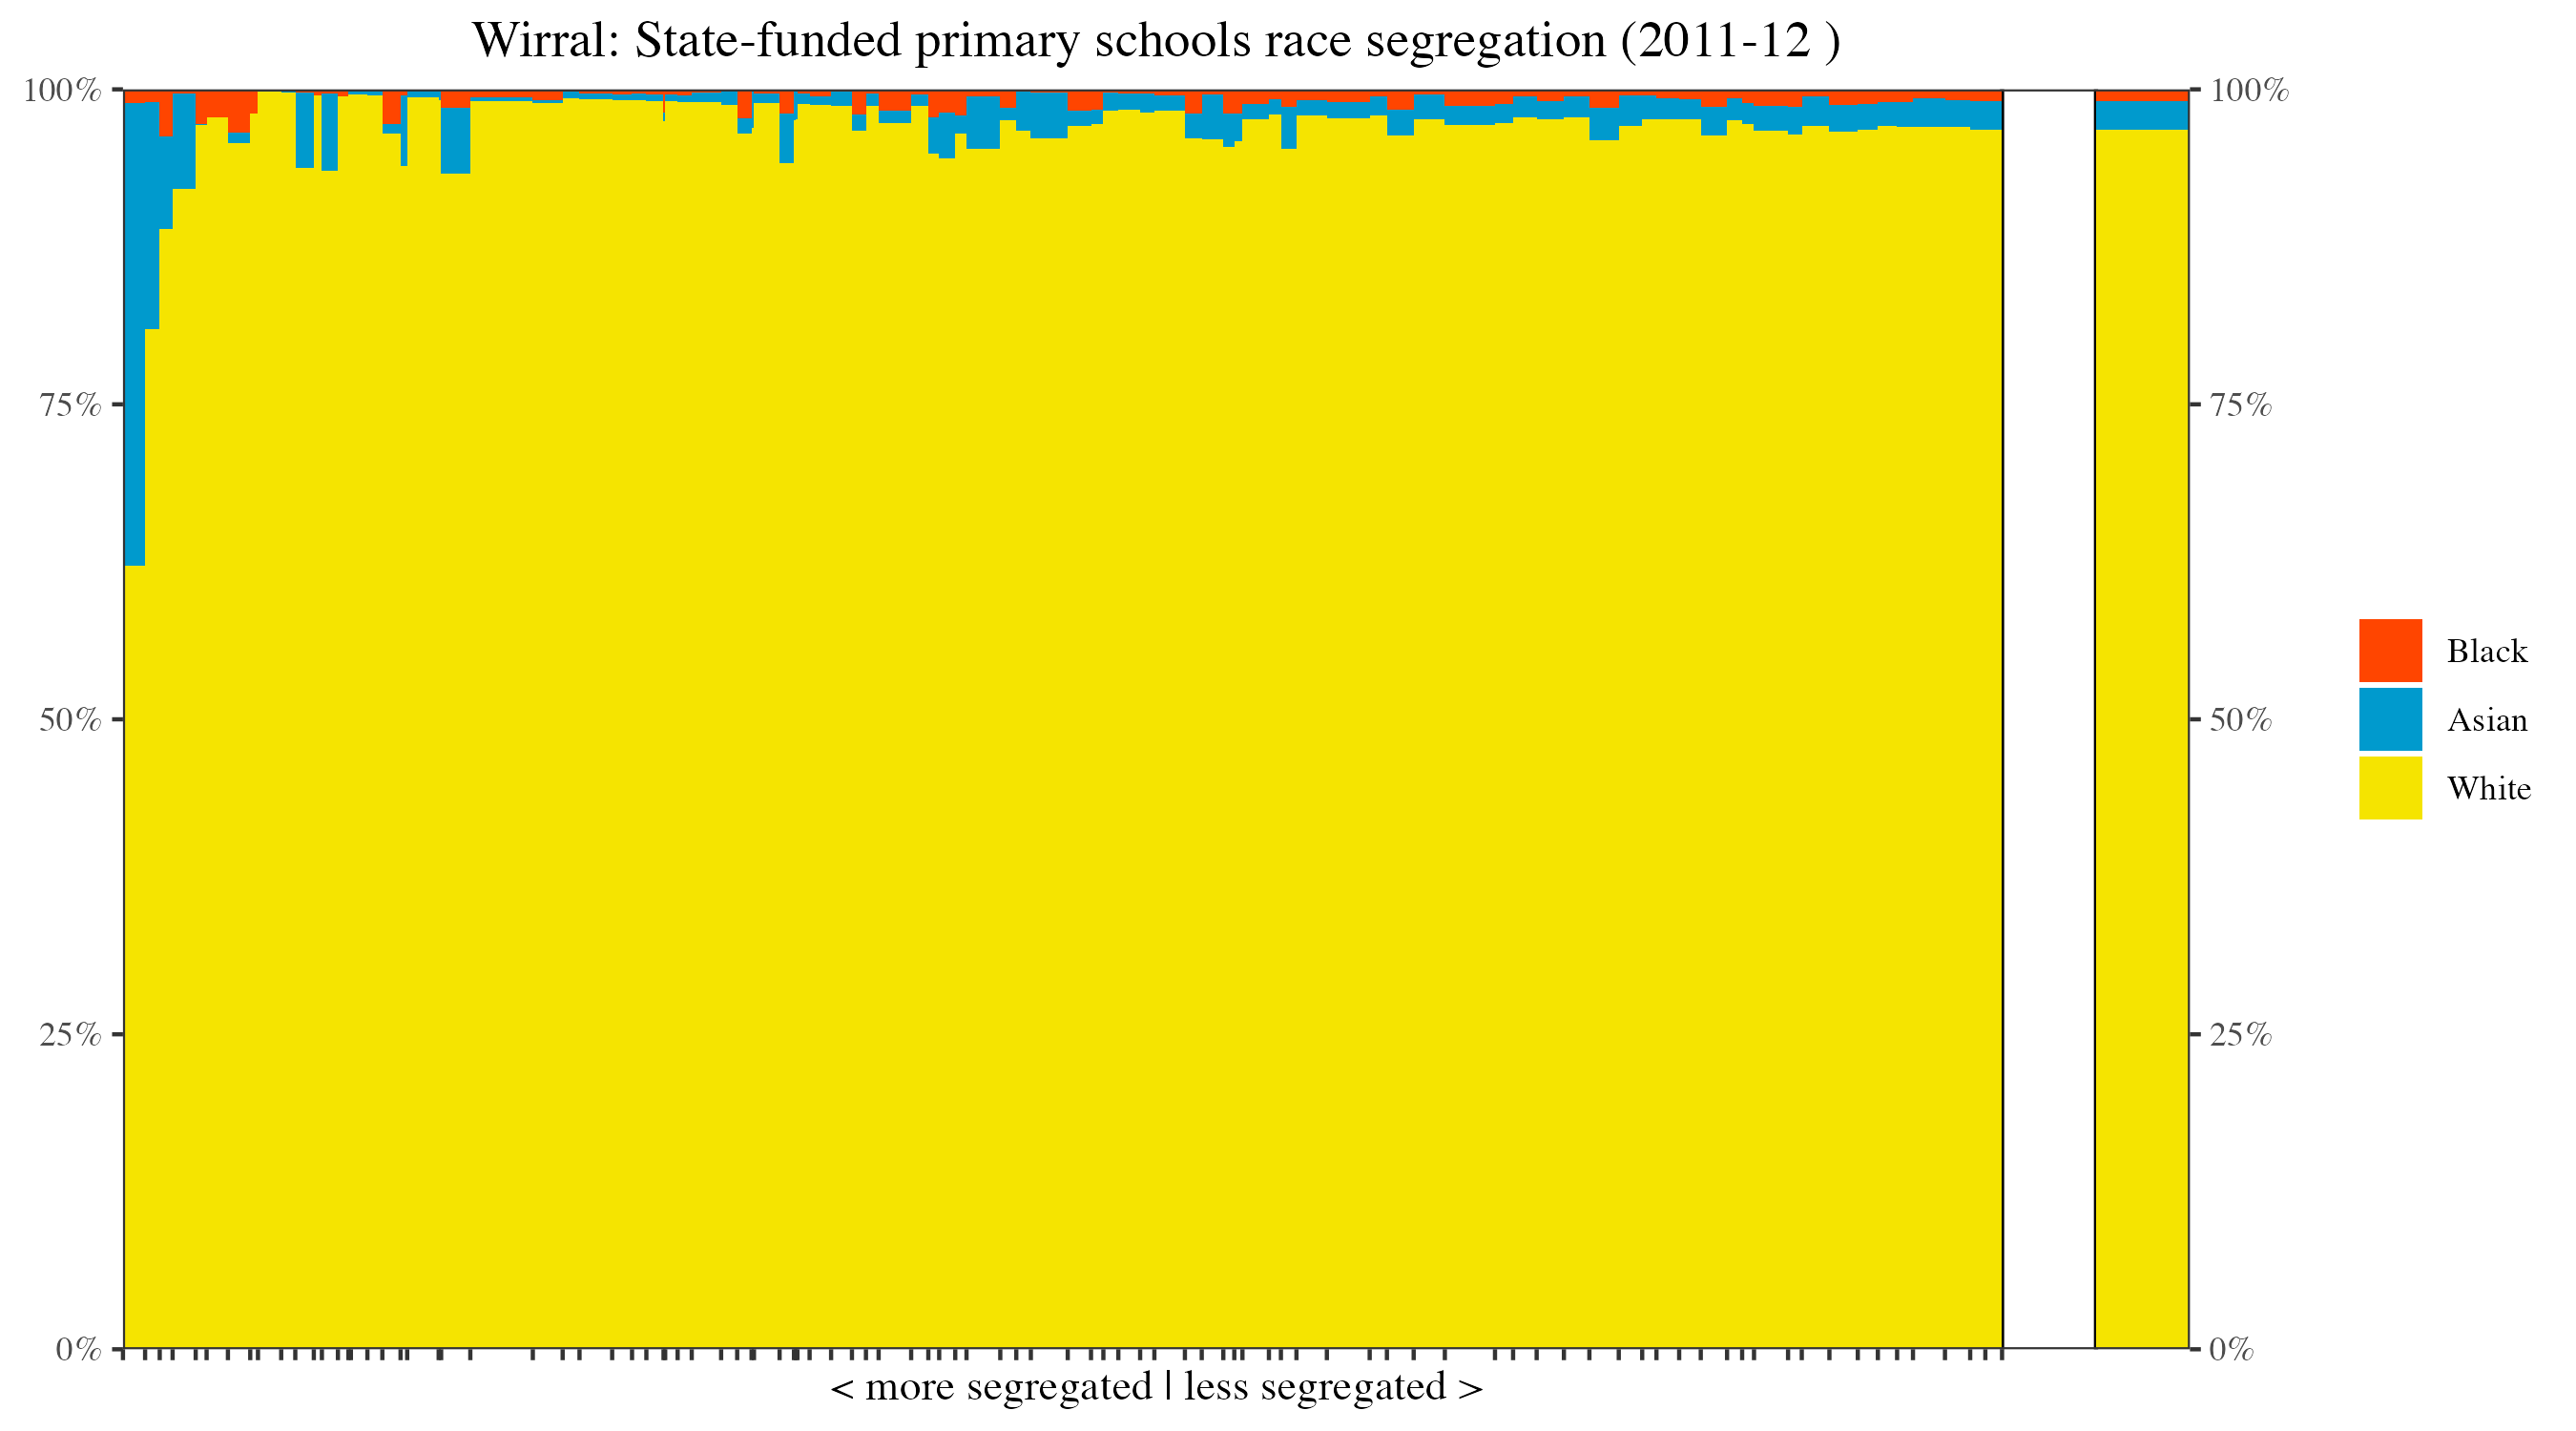 Wirral: State-funded primary schools race segregation (2011-12 )
100%
100%
75%
75%
Black
50%
Asian
50%
White
25%
25%
0%
0%
< more segregated | less segregated >